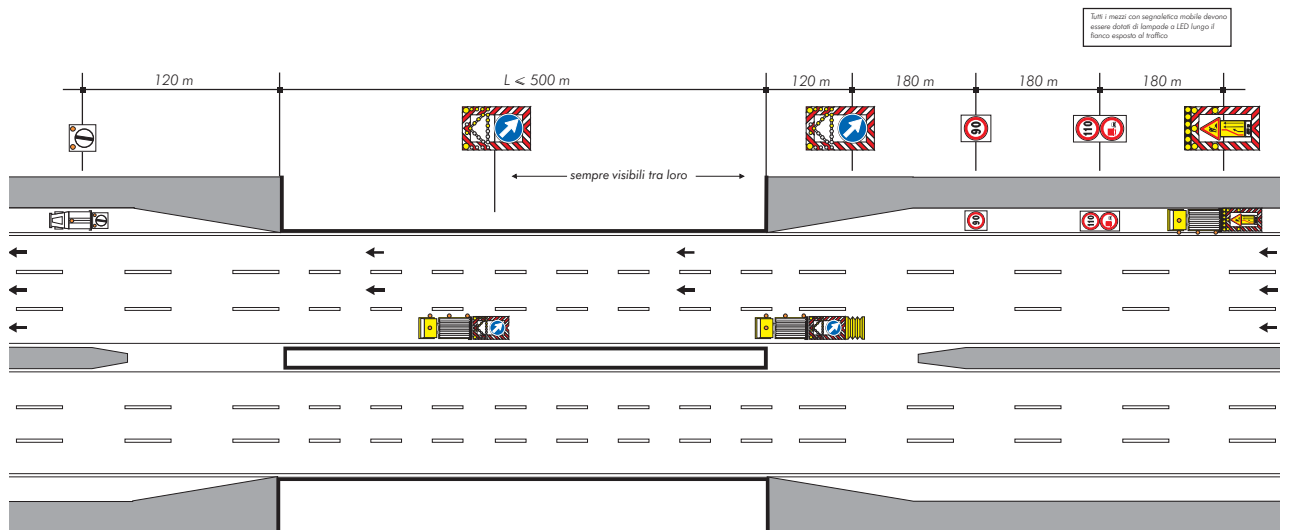 Tutti i mezzi con segnaletica mobile devono
essere dotati di lampade a LED lungo il
fianco esposto al traffico
120 m
L < 500 m
120 m
180 m
180 m
180 m
90
110
sempre visibili tra loro
90
110